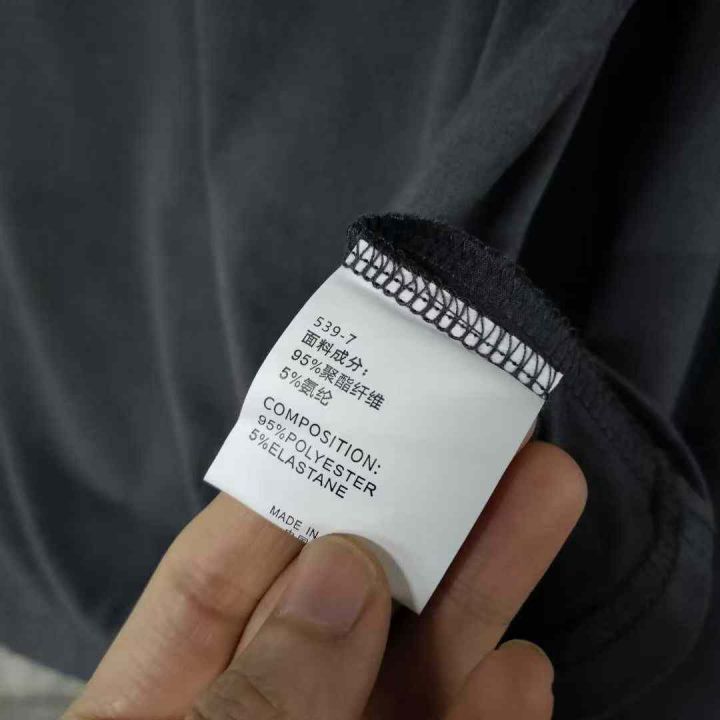 539-7
面料成分:
95%聚酯纤维
5%氨纶
COMPOSITION:
95%POLYESTER
5%ELASTANE
MADE IN